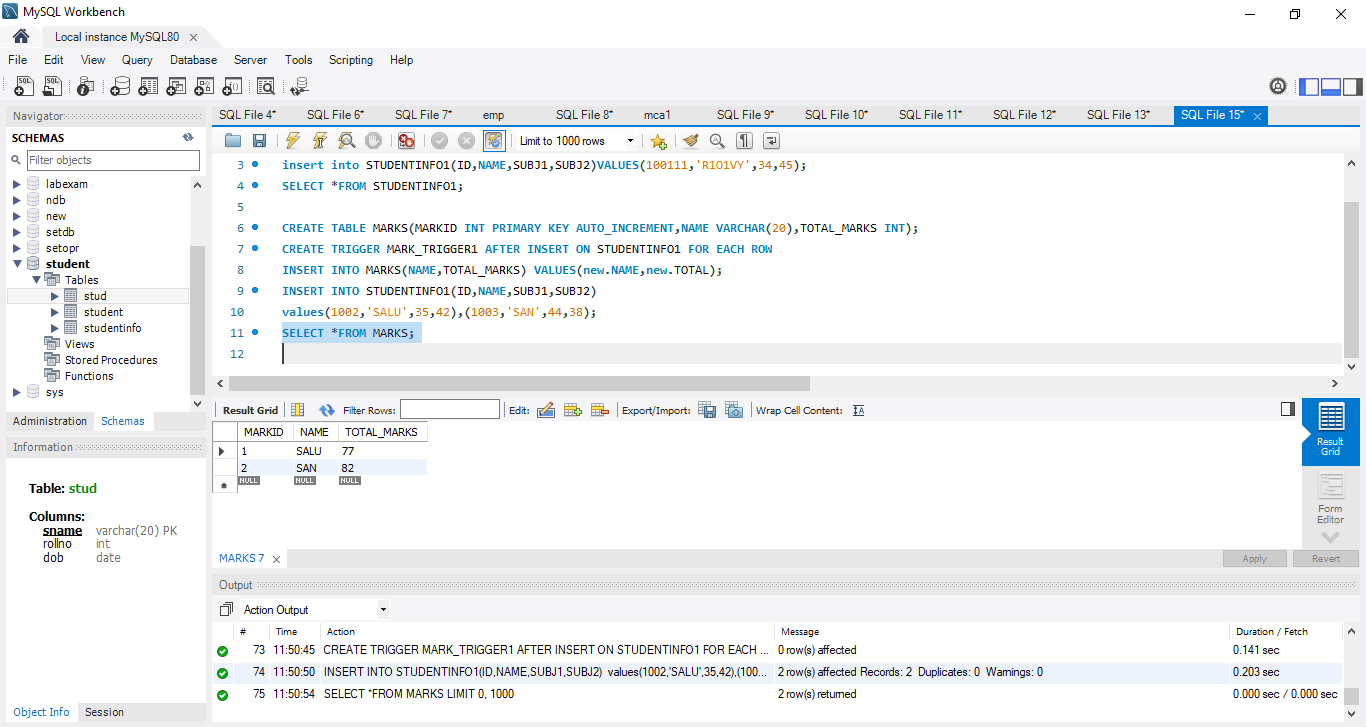 MySQL Workbench
Local instance MySQL80
File Edit View Query Database Server Tools Scripting Help
Navigator
SCHEMAS
Filter objects
labexam
ndb
new
setdb
setopr
student
Tables
stud
student
studentinfo
Views
Stored Procedures
Functions
sys
Administration Schemas
Information
Table: stud
Columns:
sname varchar(20) PK
rollno int
dob date
Object Info Session
SQL File 4* SQL File 6* SQL File 7* emp SQL File 8* mca1 SQL File 9* SQL File 10* SQL File 11* SQL File 12* SQL File 13* SQL File 15*
Limit to 1000 rows
3 insert into STUDENTINFO1(ID,NAME,SUBJ1,SUBJ2)VALUES(100111,'R1O1VY',34,45);
4 SELECT *FROM STUDENTINFO1;
5
6 CREATE TABLE MARKS(MARKID INT PRIMARY KEY AUTO_INCREMENT,NAME VARCHAR(20),TOTAL_MARKS INT);
7 CREATE TRIGGER MARK_TRIGGER1 AFTER INSERT ON STUDENTINFO1 FOR EACH ROW
8 INSERT INTO MARKS(NAME,TOTAL_MARKS) VALUES(new.NAME,new.TOTAL);
9 INSERT INTO STUDENTINFO1(ID,NAME,SUBJ1,SUBJ2)
10 values(1002,'SALU',35,42),(1003,'SAN',44,38);
11 SELECT *FROM MARKS;
12
Result Grid Filter Rows: Edit: Export/Import: Wrap Cell Content:
MARKID NAME TOTAL_MARKS
1 SALU 77
2 SAN 82
NULL NULL NULL
Result Grid
Form Editor
MARKS 7
Apply Revert
Output
Action Output
# Time Action Message Duration / Fetch
73 11:50:45 CREATE TRIGGER MARK_TRIGGER1 AFTER INSERT ON STUDENTINFO1 FOR EACH ... 0 row(s) affected 0.141 sec
74 11:50:50 INSERT INTO STUDENTINFO1(ID,NAME,SUBJ1,SUBJ2) values(1002,'SALU',35,42),(100... 2 row(s) affected Records: 2 Duplicates: 0 Warnings: 0 0.203 sec
75 11:50:54 SELECT *FROM MARKS LIMIT 0, 1000 2 row(s) returned 0.000 sec / 0.000 sec